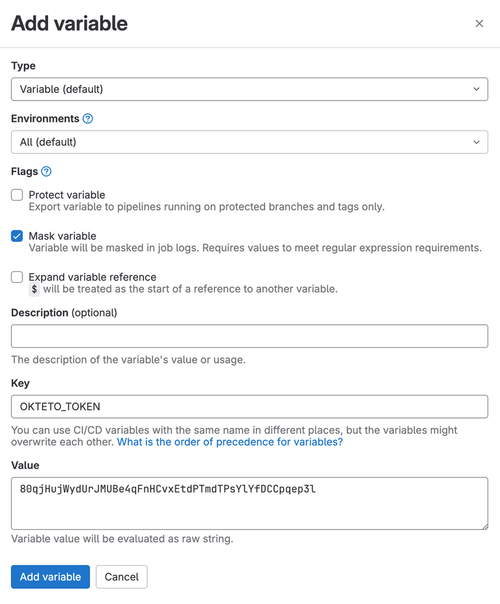 Add variable
Type
Variable (default)
Environments
All (default)
Flags
Protect variable
Export variable to pipelines running on protected branches and tags only.
Mask variable
Variable will be masked in job logs. Requires values to meet regular expression requirements.
Expand variable reference
$ will be treated as the start of a reference to another variable.
Description (optional)
The description of the variable's value or usage.
Key
OKTETO_TOKEN
You can use CI/CD variables with the same name in different places, but the variables might
overwrite each other. What is the order of precedence for variables?
Value
80qjHujWydUrJMUBe4qFnHCvxEtdPTmdTPsYlYfDCCpqep3l
Variable value will be evaluated as raw string.
Add variable
Cancel